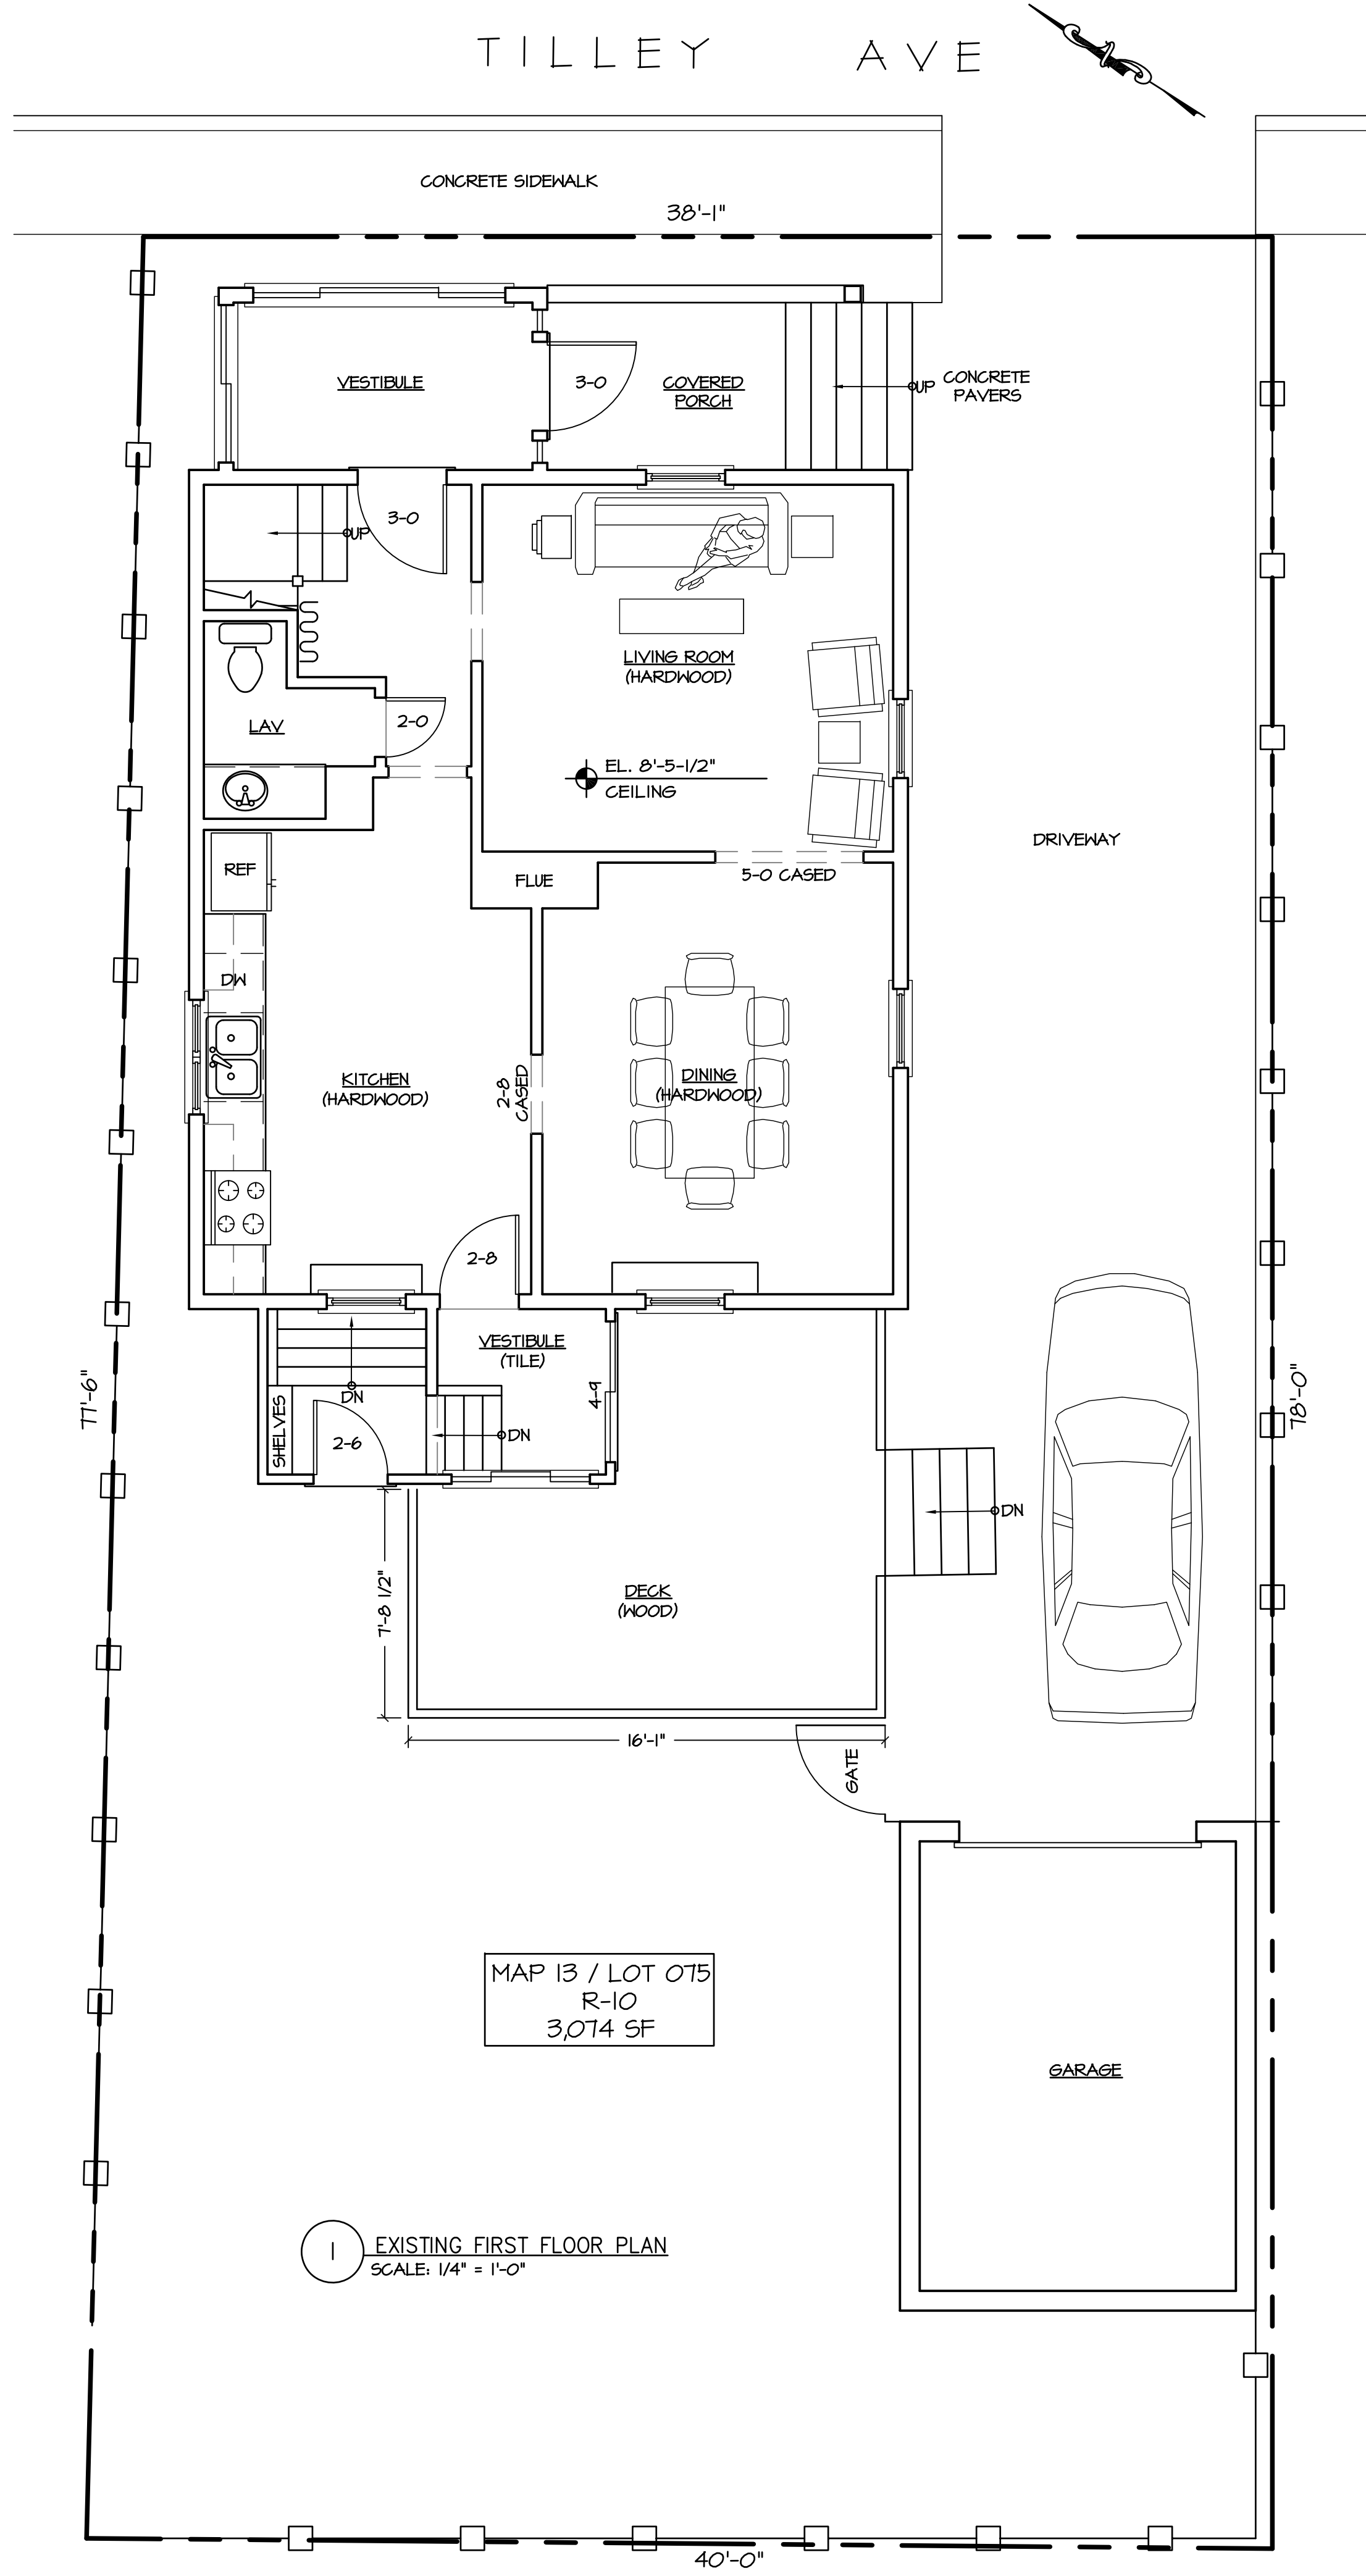 TILLEY AVE
CONCRETE SIDEWALK
38'-1"
VESTIBULE
3-0
COVERED
PORCH
UP
CONCRETE
PAVERS
3-0
UP
LIVING ROOM
(HARDWOOD)
LAV
2-0
EL. 8'-5-1/2"
CEILING
DRIVEWAY
REF
FLUE
5-0 CASED
DW
KITCHEN
(HARDWOOD)
2-8
CASED
DINING
(HARDWOOD)
2-8
VESTIBULE
(TILE)
77'-6"
78'-0"
SHELVES
DN
2-6
4-9
DN
DN
DECK
(WOOD)
7'-8 1/2"
16'-1"
GATE
MAP 13 / LOT 075
R-10
3,074 SF
GARAGE
1
EXISTING FIRST FLOOR PLAN
SCALE: 1/4" = 1'-0"
40'-0"